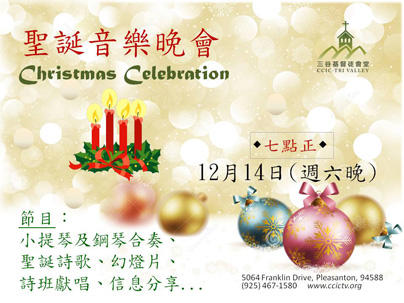 聖誕音樂晚會
Christmas Celebration
三谷基督徒會堂
CCIC-TRI VALLEY
◆七點正◆
12月14日(週六晚)
節目：
小提琴及鋼琴合奏、
聖誕詩歌、幻燈片、
詩班獻唱、信息分享...
5064 Franklin Drive, Pleasanton, 94588
(925) 467-1580 www.ccictv.org